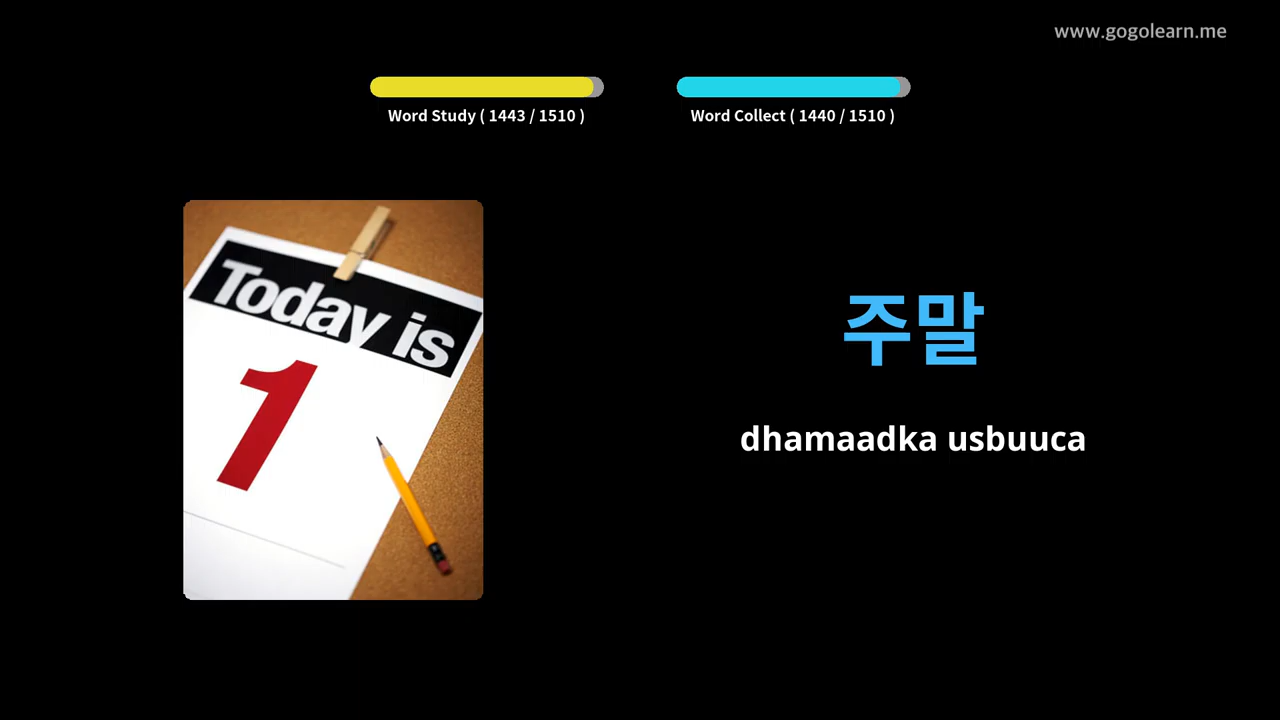 www.gogolearn.me
Word Study ( 1443 / 1510 )
Word Collect ( 1440 / 1510 )
Today is
1
주말
dhamaadka usbuuca